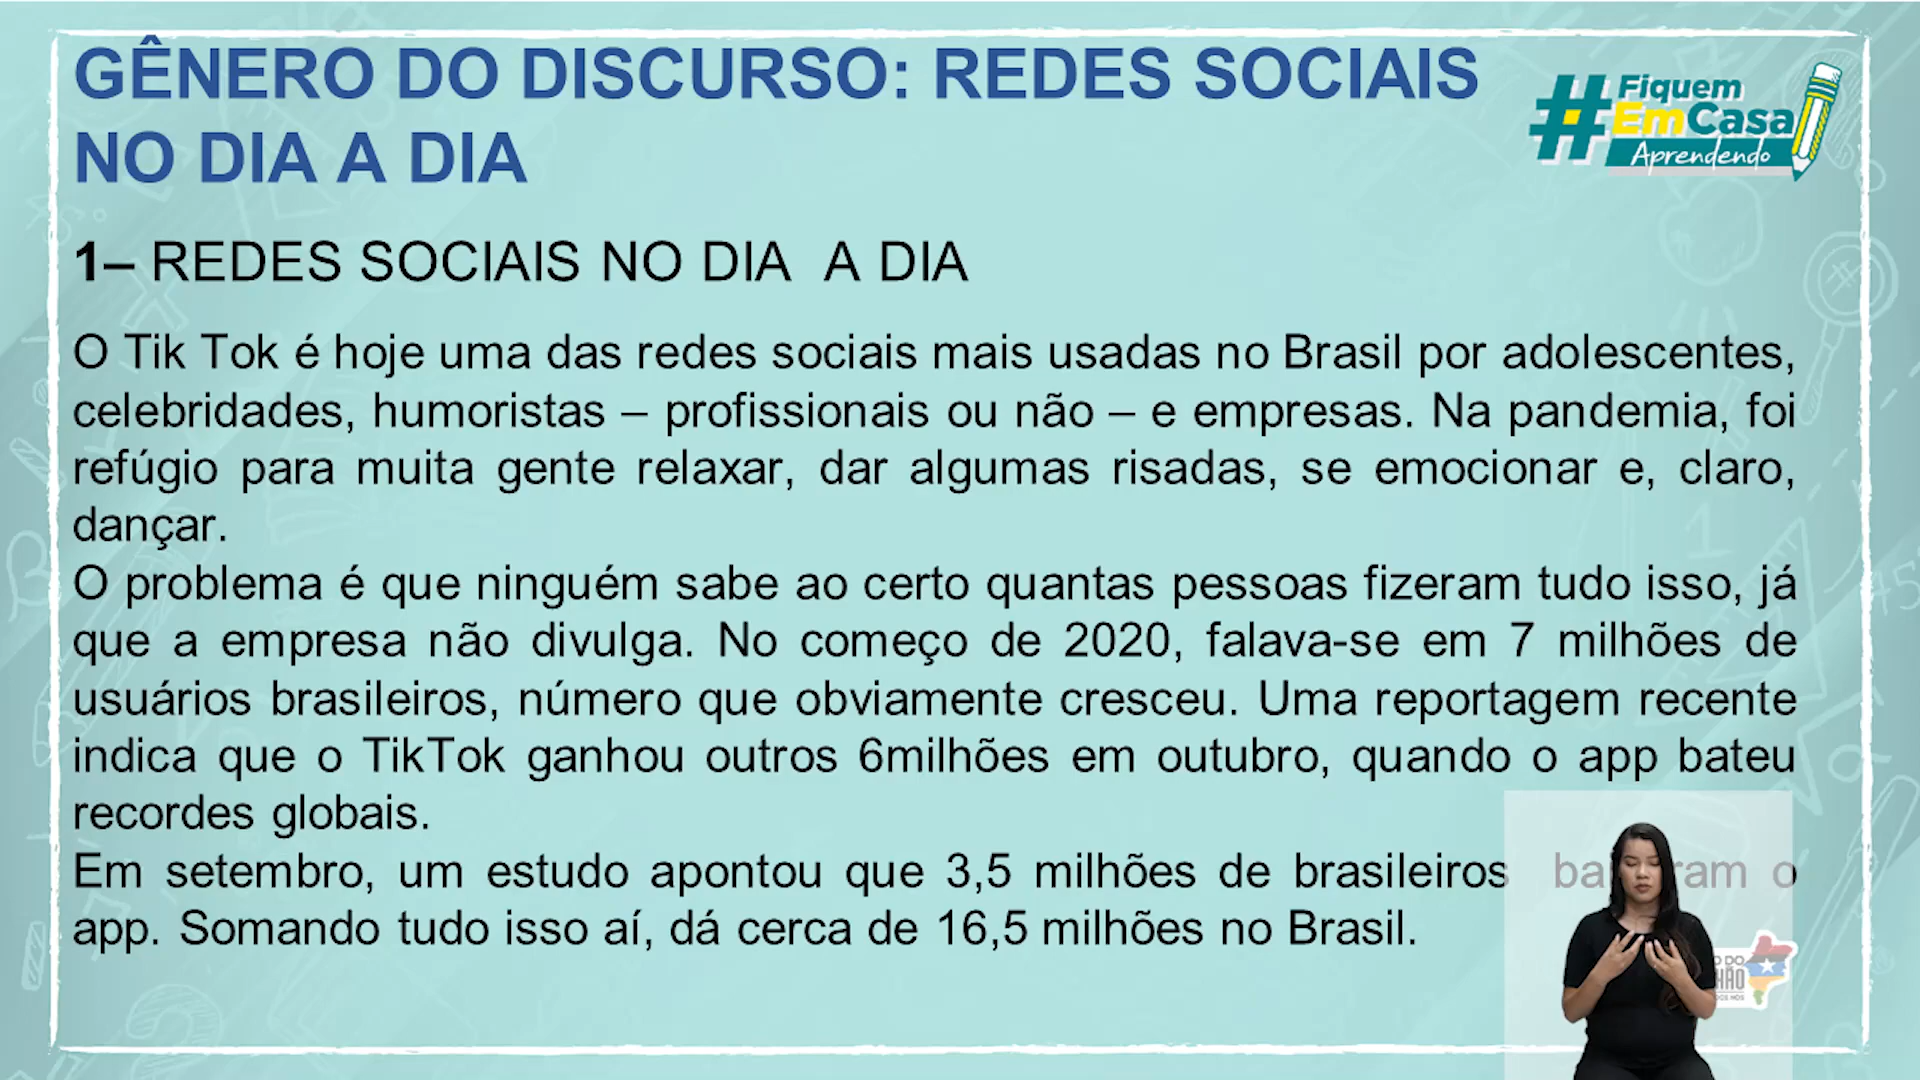 GÊNERO DO DISCURSO: REDES SOCIAIS
NO DIA A DIA
#Fiquem
EmCasa
Aprendendo
1– REDES SOCIAIS NO DIA A DIA
O Tik Tok é hoje uma das redes sociais mais usadas no Brasil por adolescentes,
celebridades, humoristas – profissionais ou não – e empresas. Na pandemia, foi
refúgio para muita gente relaxar, dar algumas risadas, se emocionar e, claro,
dançar.
O problema é que ninguém sabe ao certo quantas pessoas fizeram tudo isso, já
que a empresa não divulga. No começo de 2020, falava-se em 7 milhões de
usuários brasileiros, número que obviamente cresceu. Uma reportagem recente
indica que o TikTok ganhou outros 6milhões em outubro, quando o app bateu
recordes globais.
Em setembro, um estudo apontou que 3,5 milhões de brasileiros o
app. Somando tudo isso aí, dá cerca de 16,5 milhões no Brasil.